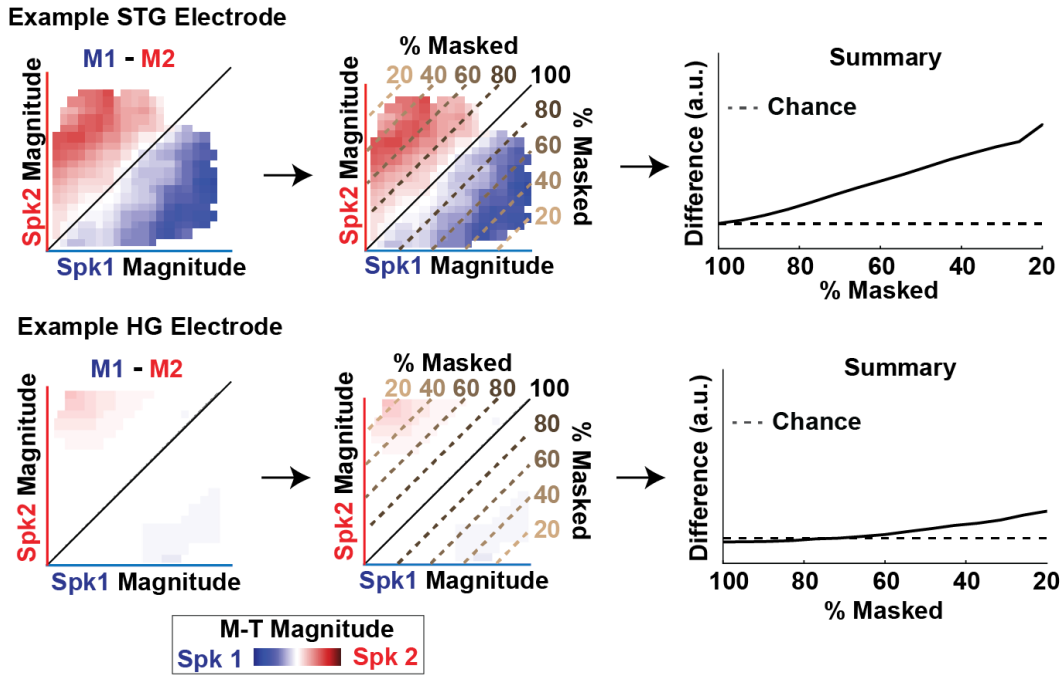 Example STG Electrode
M1 - M2
Spk2 Magnitude
Spk1 Magnitude
% Masked
20 40 60 80 100
80
60
40
20
% Masked
Spk2 Magnitude
Spk1 Magnitude
Summary
Chance
Difference (a.u.)
100 80 60 40 20
% Masked
Example HG Electrode
M1 - M2
Spk2 Magnitude
Spk1 Magnitude
% Masked
20 40 60 80 100
80
60
40
20
% Masked
Spk2 Magnitude
Spk1 Magnitude
Summary
Chance
Difference (a.u.)
100 80 60 40 20
% Masked
M-T Magnitude
Spk 1 Spk 2